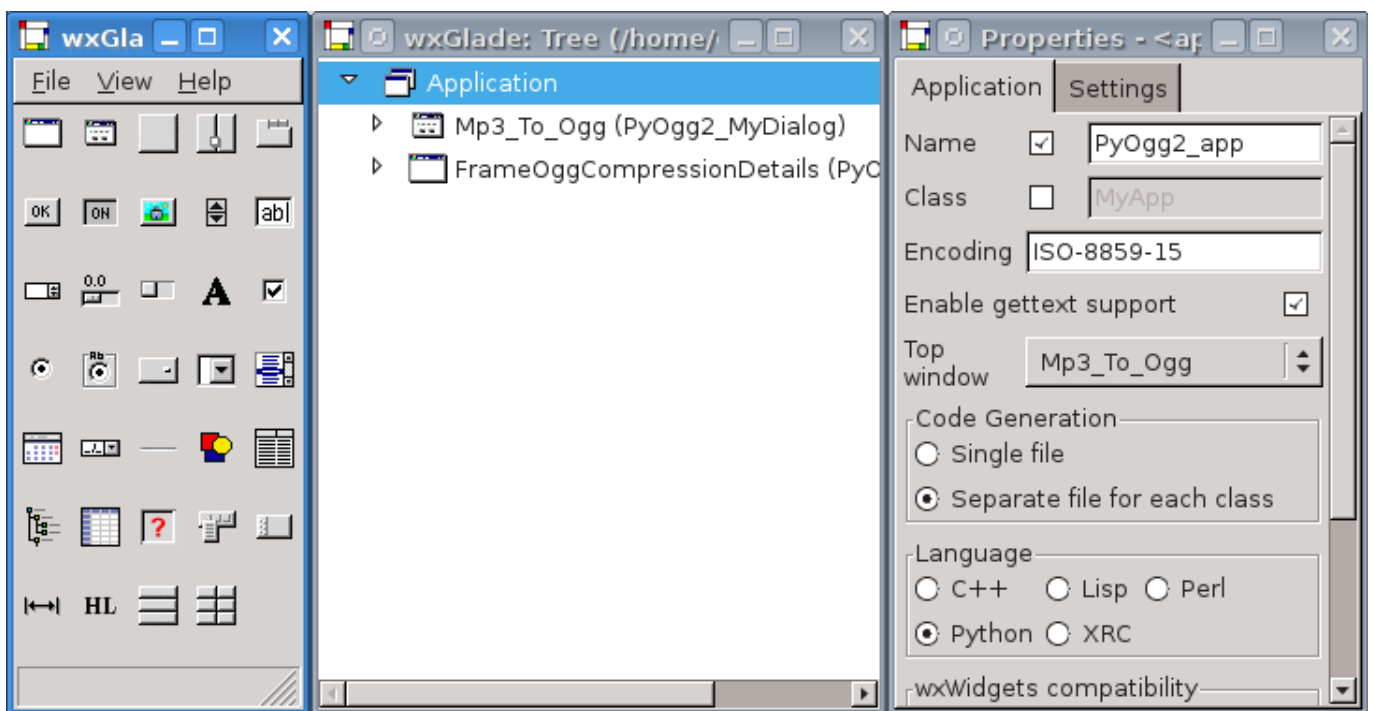 wxGla
File View Help
OK
ON
ab
0.0
A
Ab
?
HL
wxGlade: Tree (/home/
Application
Mp3_To_Ogg (PyOgg2_MyDialog)
FrameOggCompressionDetails (PyO
Properties - <ap
Application Settings
Name PyOgg2_app
Class MyApp
Encoding ISO-8859-15
Enable gettext support
Top
window Mp3_To_Ogg
Code Generation
Single file
Separate file for each class
Language
C++ Lisp Perl
Python XRC
wxWidgets compatibility